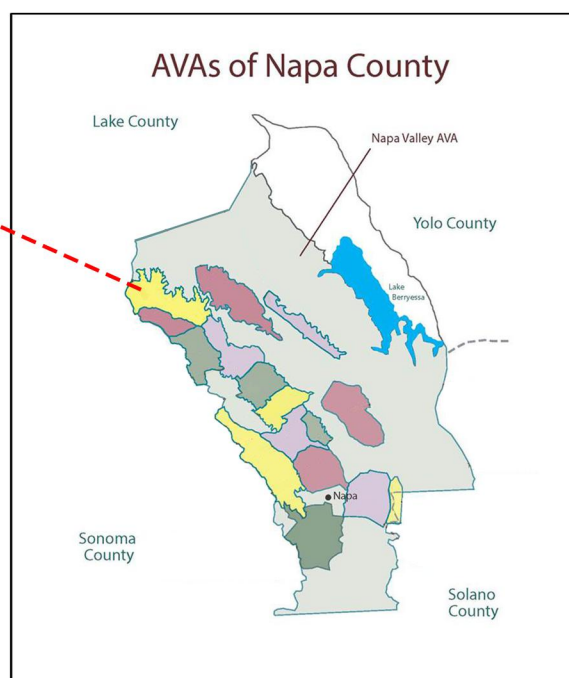 AVAs of Napa County
Lake County
Napa Valley AVA
Yolo County
Lake
Berryessa
Napa
Sonoma
County
Solano
County